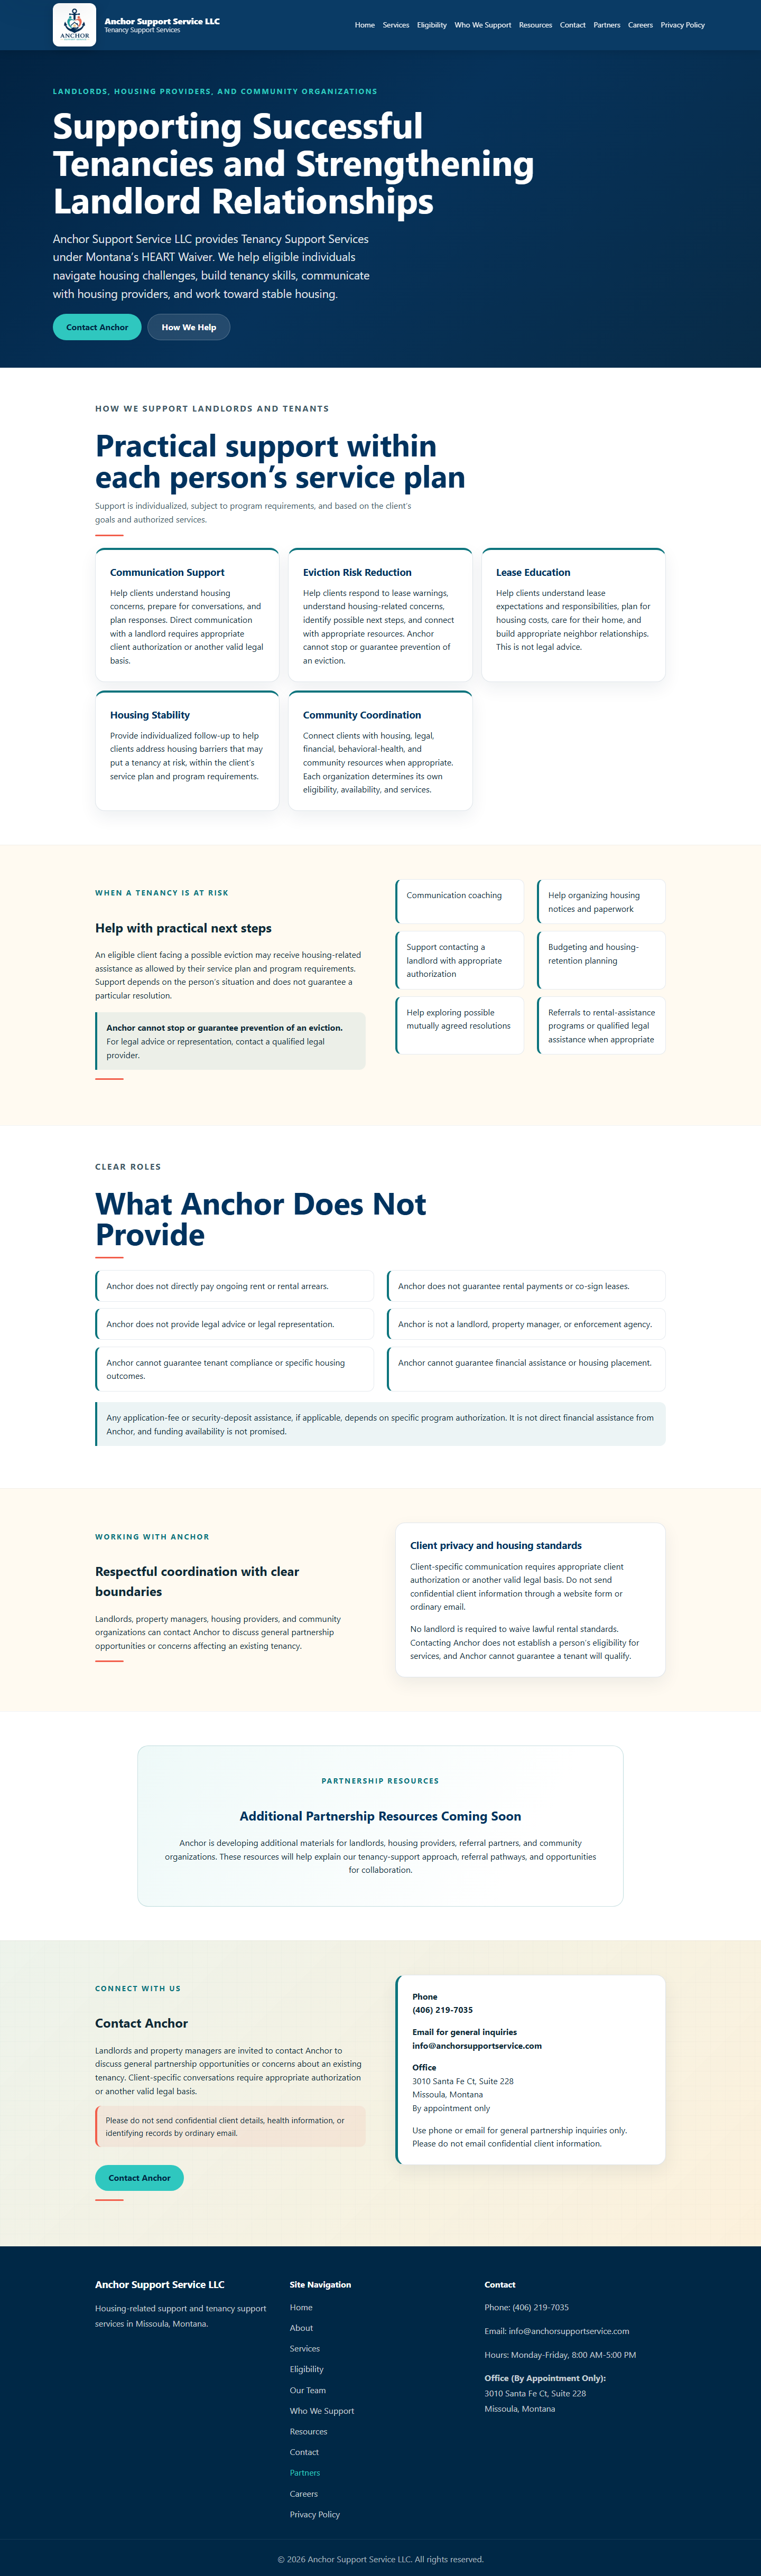 ANCHOR
Anchor Support Service LLC
Tenancy Support Services
Home
Services
Eligibility
Who We Support
Resources
Contact
Partners
Careers
Privacy Policy
LANDLORDS, HOUSING PROVIDERS, AND COMMUNITY ORGANIZATIONS
Supporting Successful
Tenancies and Strengthening
Landlord Relationships
Anchor Support Service LLC provides Tenancy Support Services
under Montana’s HEART Waiver. We help eligible individuals
navigate housing challenges, build tenancy skills, communicate
with housing providers, and work toward stable housing.
Contact Anchor
How We Help
HOW WE SUPPORT LANDLORDS AND TENANTS
Practical support within
each person’s service plan
Support is individualized, subject to program requirements, and based on the client’s
goals and authorized services.
Communication Support
Help clients understand housing
concerns, prepare for conversations, and
plan responses. Direct communication
with a landlord requires appropriate
client authorization or another valid legal
basis.
Eviction Risk Reduction
Help clients respond to lease warnings,
understand housing-related concerns,
identify possible next steps, and connect
with appropriate resources. Anchor
cannot stop or guarantee prevention of
an eviction.
Lease Education
Help clients understand lease
expectations and responsibilities, plan for
housing costs, care for their home, and
build appropriate neighbor relationships.
This is not legal advice.
Housing Stability
Provide individualized follow-up to help
clients address housing barriers that may
put a tenancy at risk, within the client’s
service plan and program requirements.
Community Coordination
Connect clients with housing, legal,
financial, behavioral-health, and
community resources when appropriate.
Each organization determines its own
eligibility, availability, and services.
WHEN A TENANCY IS AT RISK
Help with practical next steps
An eligible client facing a possible eviction may receive housing-related
assistance as allowed by their service plan and program requirements.
Support depends on the person’s situation and does not guarantee a
particular resolution.
Anchor cannot stop or guarantee prevention of an eviction.
For legal advice or representation, contact a qualified legal
provider.
Communication coaching
Help organizing housing
notices and paperwork
Support contacting a
landlord with appropriate
authorization
Budgeting and housing-
retention planning
Help exploring possible
mutually agreed resolutions
Referrals to rental-assistance
programs or qualified legal
assistance when appropriate
CLEAR ROLES
What Anchor Does Not
Provide
Anchor does not directly pay ongoing rent or rental arrears.
Anchor does not guarantee rental payments or co-sign leases.
Anchor does not provide legal advice or legal representation.
Anchor is not a landlord, property manager, or enforcement agency.
Anchor cannot guarantee tenant compliance or specific housing
outcomes.
Anchor cannot guarantee financial assistance or housing placement.
Any application-fee or security-deposit assistance, if applicable, depends on specific program authorization. It is not direct financial assistance from
Anchor, and funding availability is not promised.
WORKING WITH ANCHOR
Respectful coordination with clear
boundaries
Landlords, property managers, housing providers, and community
organizations can contact Anchor to discuss general partnership
opportunities or concerns affecting an existing tenancy.
Client privacy and housing standards
Client-specific communication requires appropriate client
authorization or another valid legal basis. Do not send
confidential client information through a website form or
ordinary email.
No landlord is required to waive lawful rental standards.
Contacting Anchor does not establish a person’s eligibility for
services, and Anchor cannot guarantee a tenant will qualify.
PARTNERSHIP RESOURCES
Additional Partnership Resources Coming Soon
Anchor is developing additional materials for landlords, housing providers, referral partners, and community
organizations. These resources will help explain our tenancy-support approach, referral pathways, and opportunities
for collaboration.
CONNECT WITH US
Contact Anchor
Landlords and property managers are invited to contact Anchor to
discuss general partnership opportunities or concerns about an existing
tenancy. Client-specific conversations require appropriate authorization
or another valid legal basis.
Please do not send confidential client details, health information, or
identifying records by ordinary email.
Contact Anchor
Phone
(406) 219-7035
Email for general inquiries
info@anchorsupportservice.com
Office
3010 Santa Fe Ct, Suite 228
Missoula, Montana
By appointment only
Use phone or email for general partnership inquiries only.
Please do not email confidential client information.
Anchor Support Service LLC
Housing-related support and tenancy support
services in Missoula, Montana.
Site Navigation
Home
About
Services
Eligibility
Our Team
Who We Support
Resources
Contact
Partners
Careers
Privacy Policy
Contact
Phone: (406) 219-7035
Email: info@anchorsupportservice.com
Hours: Monday-Friday, 8:00 AM-5:00 PM
Office (By Appointment Only):
3010 Santa Fe Ct, Suite 228
Missoula, Montana
© 2026 Anchor Support Service LLC. All rights reserved.